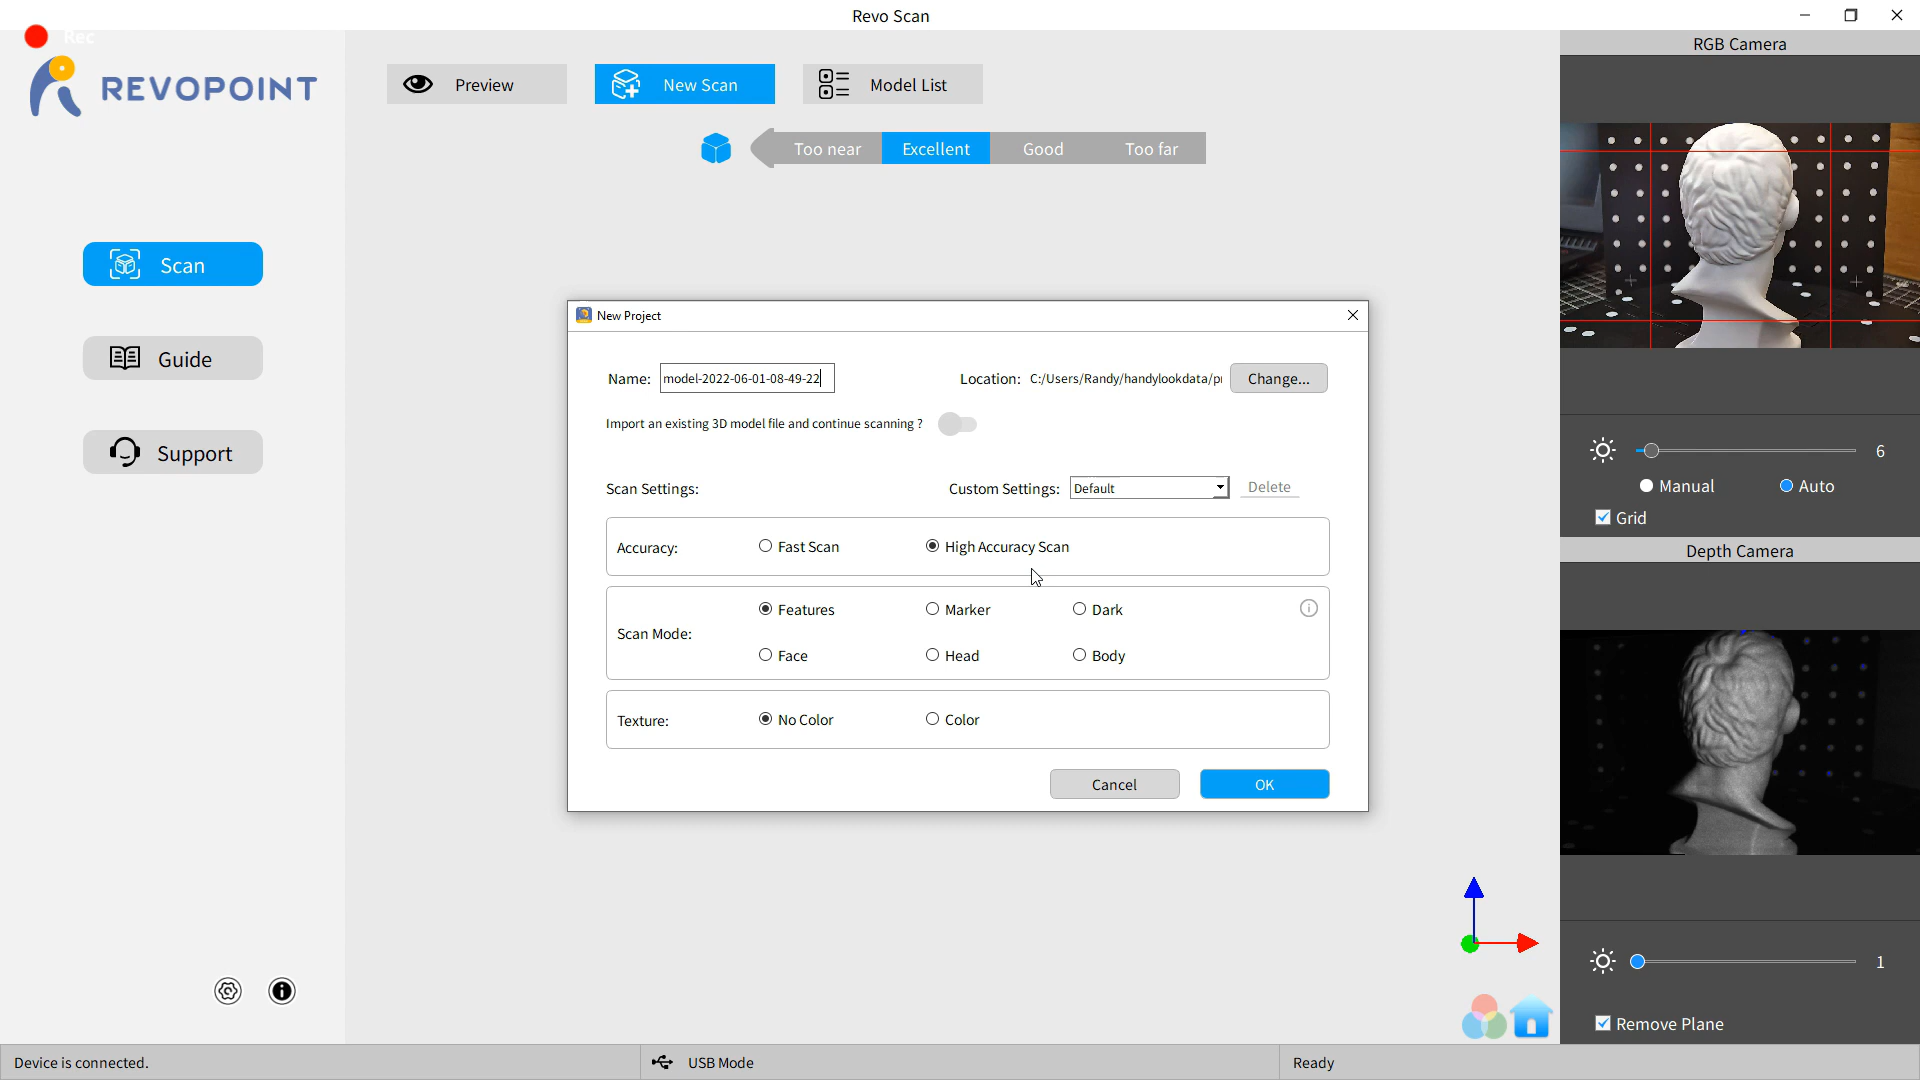 Revo Scan
Rec
REVOPOINT
Preview
New Scan
Model List
Too near
Excellent
Good
Too far
Scan
Guide
Support
New Project
Name: model-2022-06-01-08-49-22
Location: C:/Users/Randy/handylookdata/p
Change...
Import an existing 3D model file and continue scanning ?
Scan Settings:
Custom Settings: Default
Delete
Accuracy:
Fast Scan
High Accuracy Scan
Scan Mode:
Features
Marker
Dark
Face
Head
Body
Texture:
No Color
Color
Cancel
OK
RGB Camera
6
Manual
Auto
Grid
Depth Camera
1
Remove Plane
Device is connected.
USB Mode
Ready